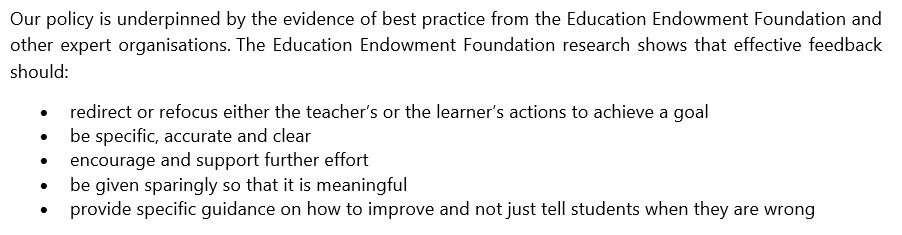 Our policy is underpinned by the evidence of best practice from the Education Endowment Foundation and
other expert organisations. The Education Endowment Foundation research shows that effective feedback
should:
• redirect or refocus either the teacher's or the learner's actions to achieve a goal
• be specific, accurate and clear
• encourage and support further effort
• be given sparingly so that it is meaningful
• provide specific guidance on how to improve and not just tell students when they are wrong